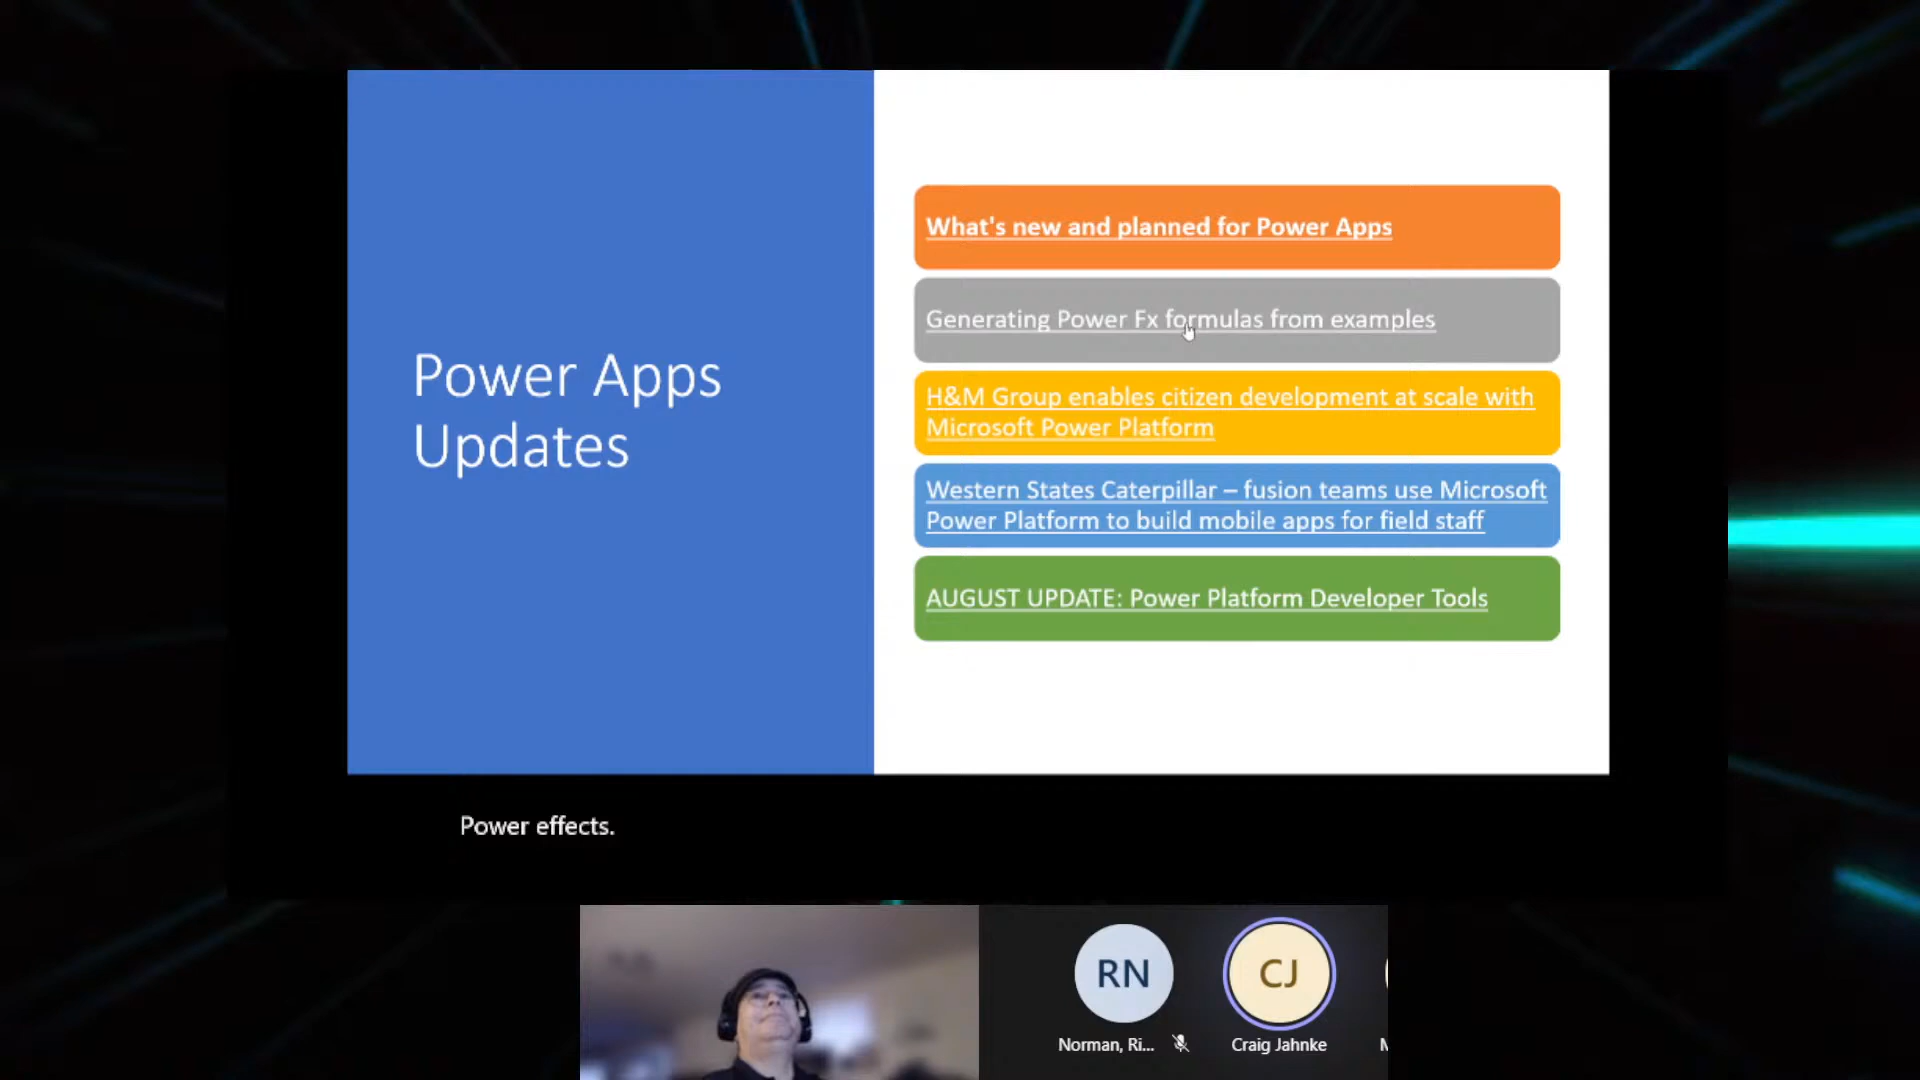 Power Apps
Updates
What's new and planned for Power Apps
Generating Power Fx formulas from examples
H&M Group enables citizen development at scale with
Microsoft Power Platform
Western States Caterpillar – fusion teams use Microsoft
Power Platform to build mobile apps for field staff
AUGUST UPDATE: Power Platform Developer Tools
Power effects.
RN
CJ
Norman, Ri...
Craig Jahnke